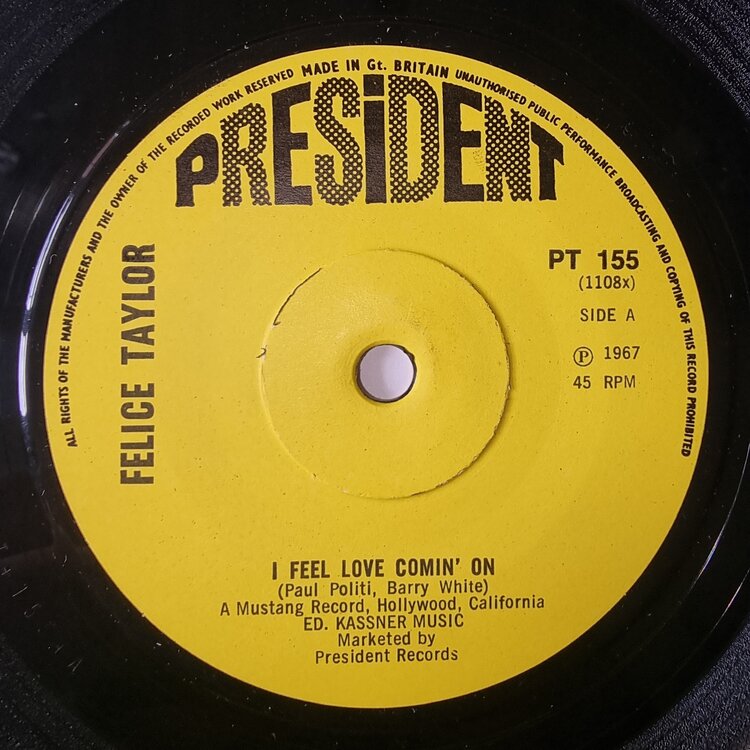 ALL RIGHTS OF THE MANUFACTURERS AND THE OWNER OF THE RECORDED WORK RESERVED MADE IN Gt. BRITAIN UNAUTHORISED PUBLIC PERFORMANCE BROADCASTING AND COPYING OF THIS RECORD PROHIBITED
PRESiDENT
FELICE TAYLOR
PT 155
(1108x)
SIDE A
℗ 1967
45 RPM
I FEEL LOVE COMIN' ON
(Paul Politi, Barry White)
A Mustang Record, Hollywood, California
ED. KASSNER MUSIC
Marketed by
President Records